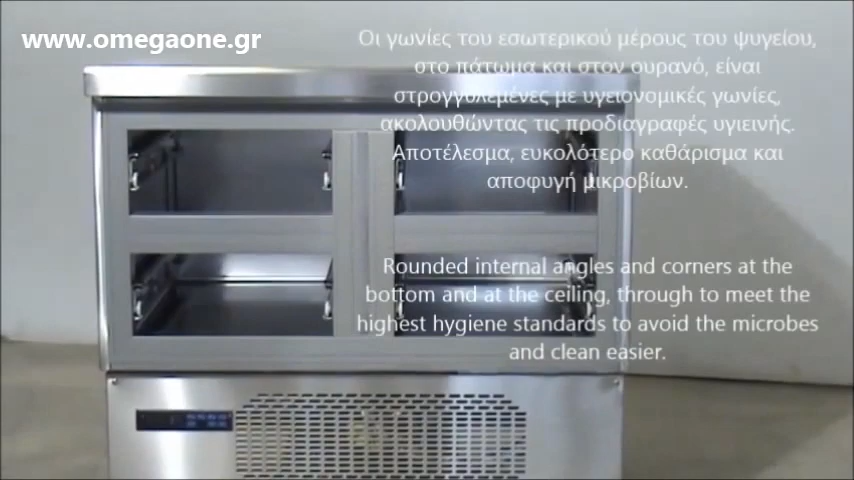 www.omegaone.gr
Οι γωνίες του εσωτερικού μέρους του ψυγείου,
στο πάτωμα και στον ουρανό, είναι
στρογγυλεμένες με υγειονομικές γωνίες,
ακολουθώντας τις προδιαγραφές υγιεινής.
Αποτέλεσμα, ευκολότερο καθάρισμα και
αποφυγή μικροβίων.
Rounded internal angles and corners at the
bottom and at the ceiling, through to meet the
highest hygiene standards to avoid the microbes
and clean easier.